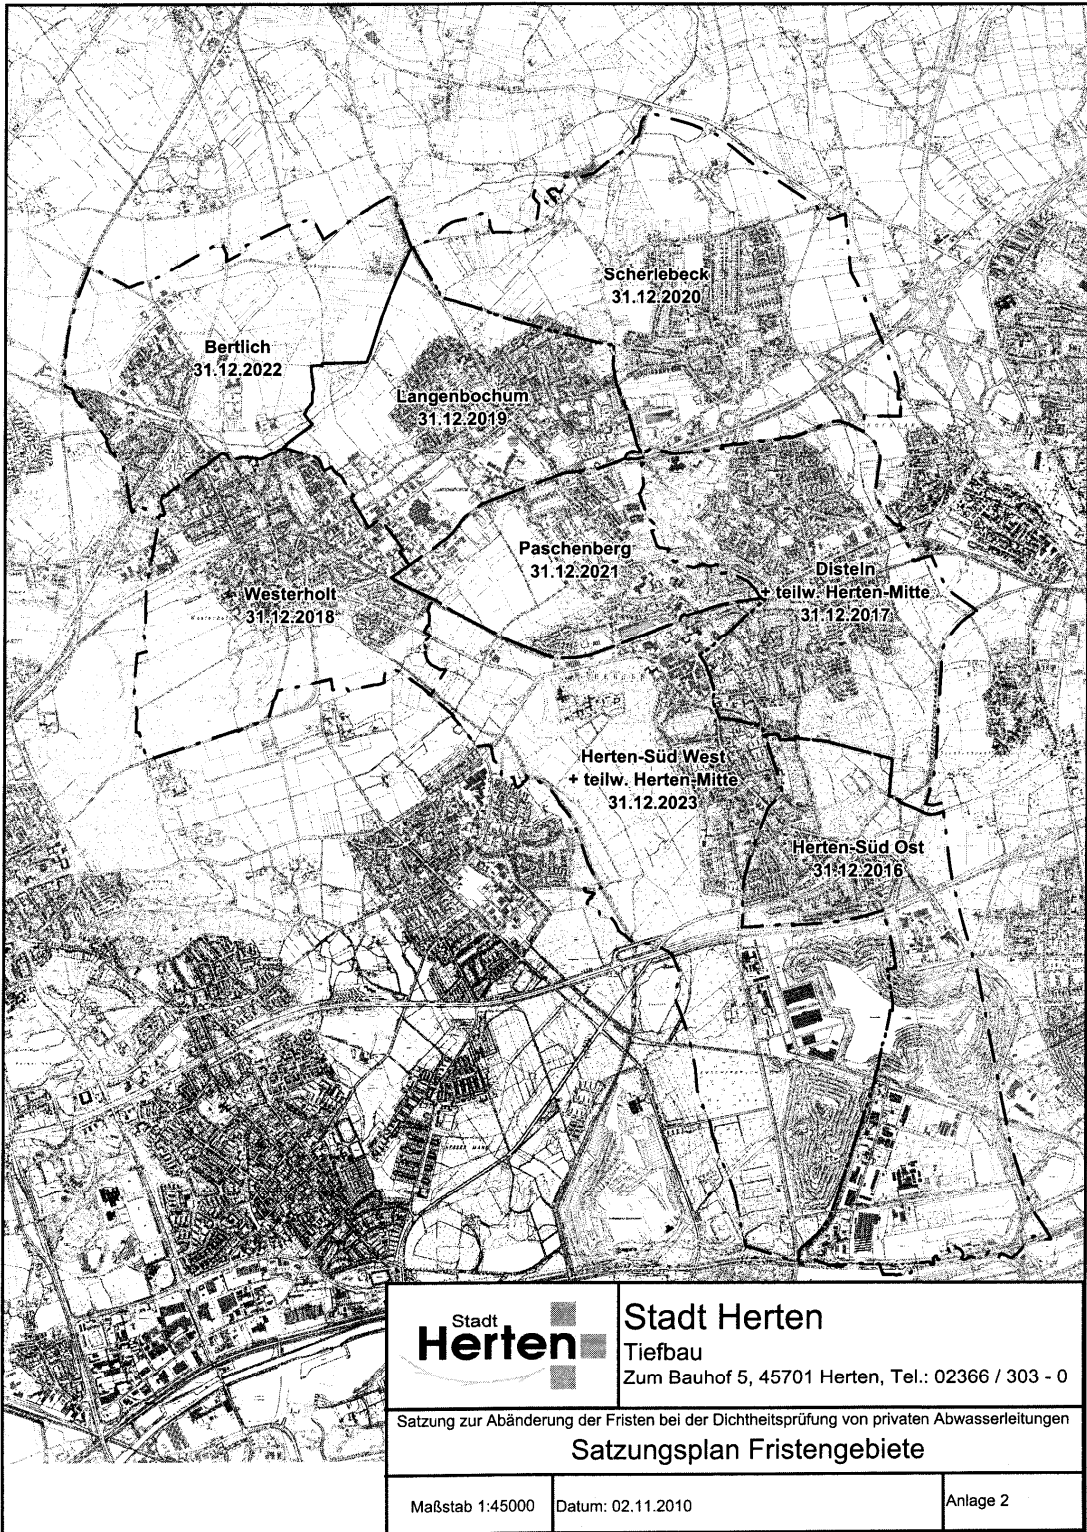 Scherlebeck
31.12.2020
Bertlich
31.12.2022
Langenbochum
31.12.2019
Paschenberg
31.12.2021
Disteln
+ teilw. Herten-Mitte
31.12.2017
Westerholt
31.12.2018
Herten-Süd West
+ teilw. Herten-Mitte
31.12.2023
Herten-Süd Ost
31.12.2016
Stadt
Herten
Stadt Herten
Tiefbau
Zum Bauhof 5, 45701 Herten, Tel.: 02366 / 303 - 0
Satzung zur Abänderung der Fristen bei der Dichtheitsprüfung von privaten Abwasserleitungen
Satzungsplan Fristengebiete
Maßstab 1:45000
Datum: 02.11.2010
Anlage 2